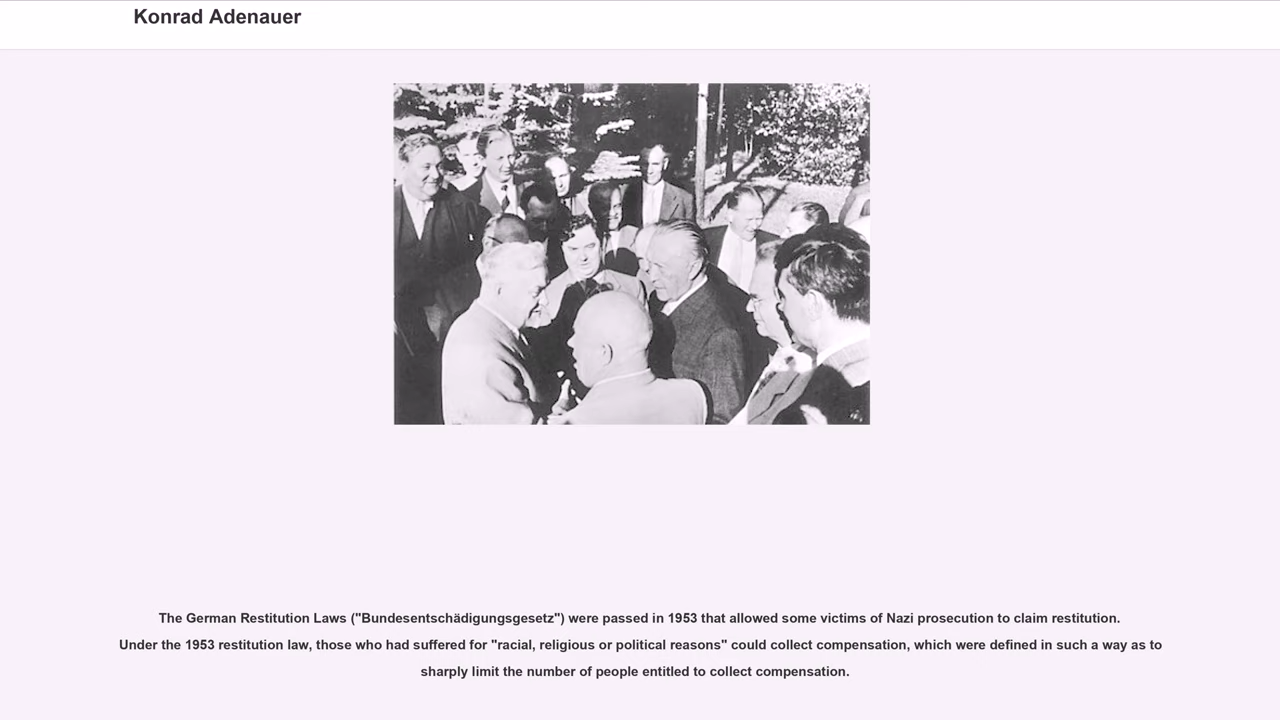 Konrad Adenauer
The German Restitution Laws ("Bundesentschädigungsgesetz") were passed in 1953 that allowed some victims of Nazi prosecution to claim restitution.
Under the 1953 restitution law, those who had suffered for "racial, religious or political reasons" could collect compensation, which were defined in such a way as to
sharply limit the number of people entitled to collect compensation.